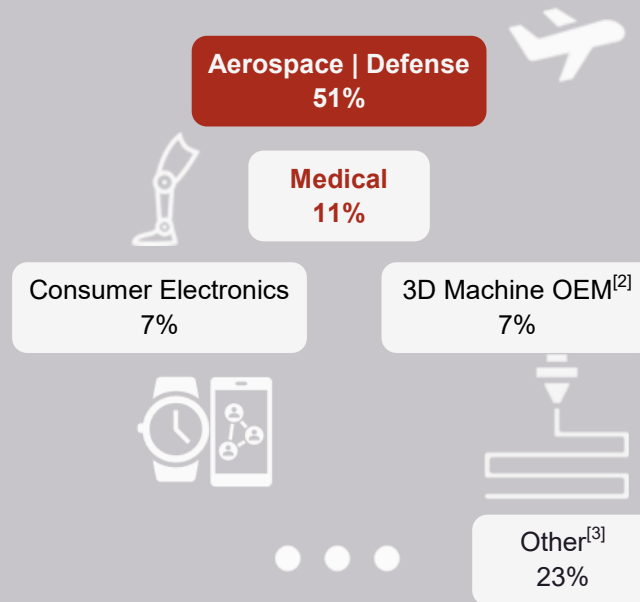 Aerospace | Defense
51%
Medical
11%
Consumer Electronics
7%
3D Machine OEM[2]
7%
Other[3]
23%